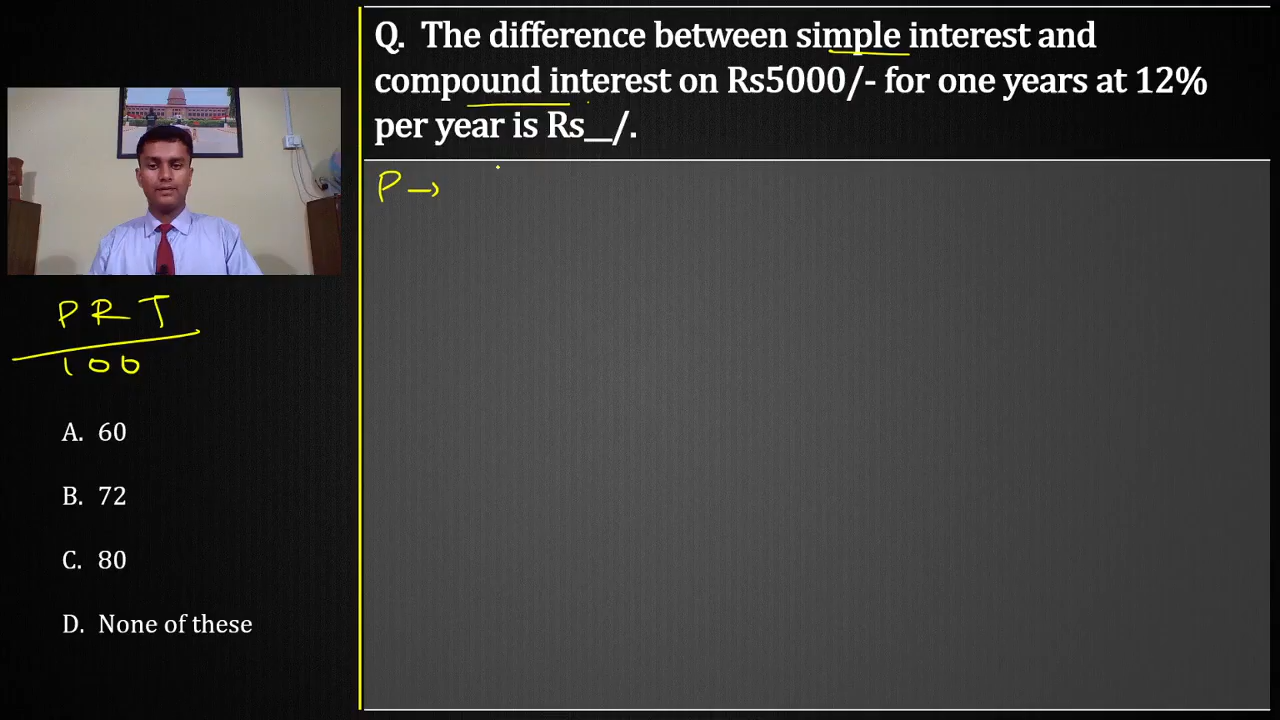 Q. The difference between simple interest and
compound interest on Rs5000/- for one years at 12%
per year is Rs__/.
P →
P R T
100
A. 60
B. 72
C. 80
D. None of these